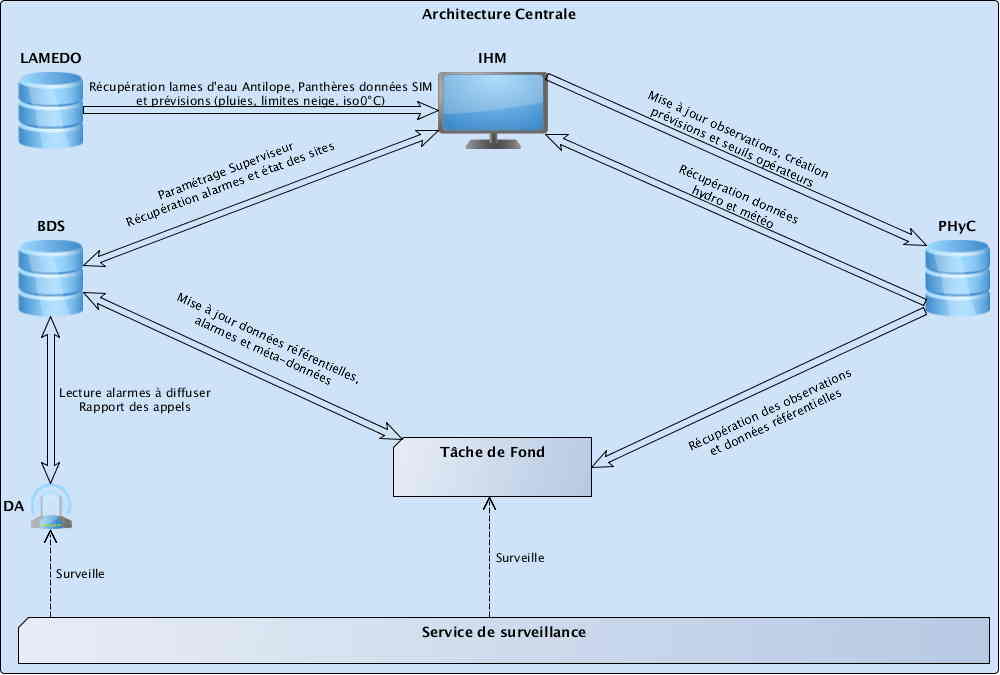 Architecture Centrale
LAMEDO
IHM
Récupération lames d'eau Antilope, Panthères données SIM
et prévisions (pluies, limites neige, iso0°C)
Mise à jour observations, création
prévisions et seuils opérateurs
Paramétrage Superviseur
Récupération alarmes et état des sites
Récupération données
hydro et météo
BDS
PHyC
Mise à jour données référentielles,
alarmes et méta-données
Lecture alarmes à diffuser
Rapport des appels
Récupération des observations
et données référentielles
Tâche de Fond
DA
Surveille
Surveille
Service de surveillance